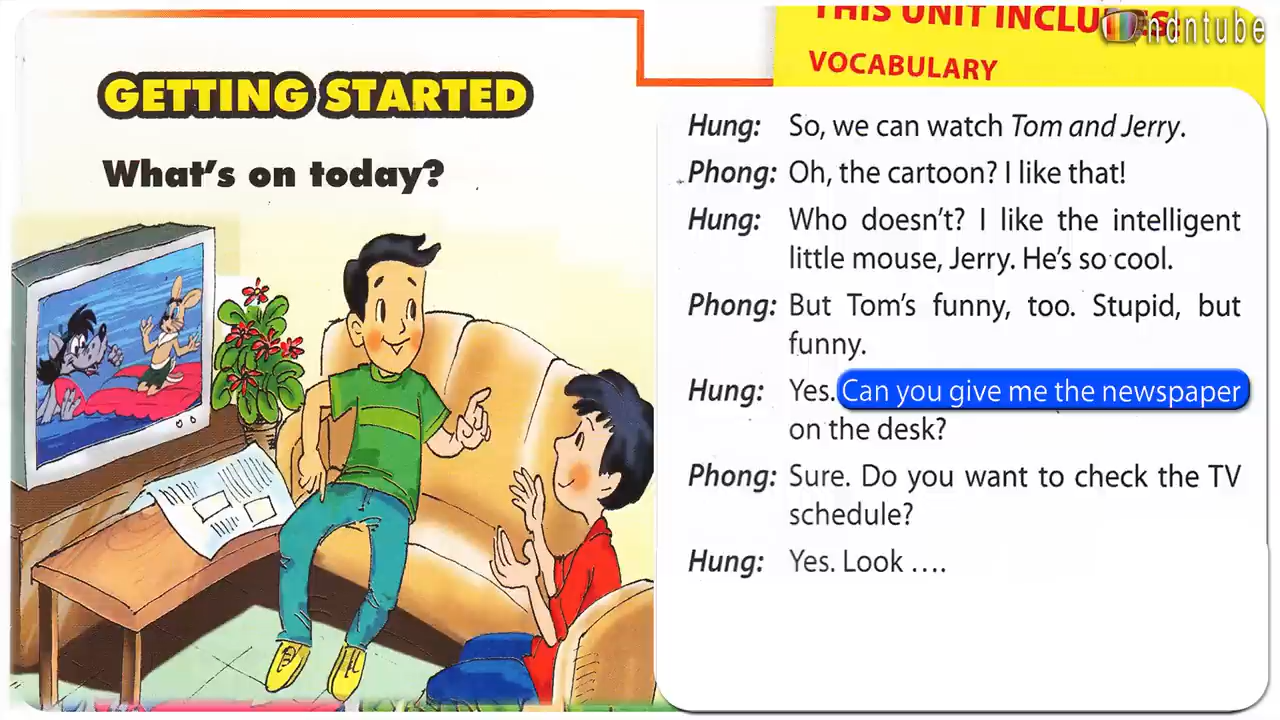 THIS UNIT INCLUDES:
ndntube
VOCABULARY
GETTING STARTED
What's on today?
Hung: So, we can watch Tom and Jerry.
Phong: Oh, the cartoon? I like that!
Hung: Who doesn't? I like the intelligent
little mouse, Jerry. He's so cool.
Phong: But Tom's funny, too. Stupid, but
funny.
Hung: Yes. Can you give me the newspaper
on the desk?
Phong: Sure. Do you want to check the TV
schedule?
Hung: Yes. Look ….